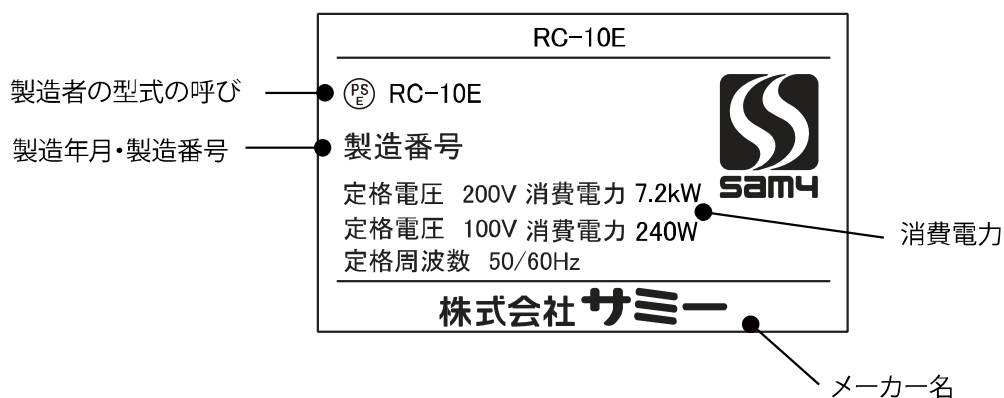 RC-10E
製造者の型式の呼び
PS
E
RC-10E
製造年月・製造番号
製造番号
samy
定格電圧 200V 消費電力 7.2kW
定格電圧 100V 消費電力 240W
消費電力
定格周波数 50/60Hz
株式会社サミー
メーカー名